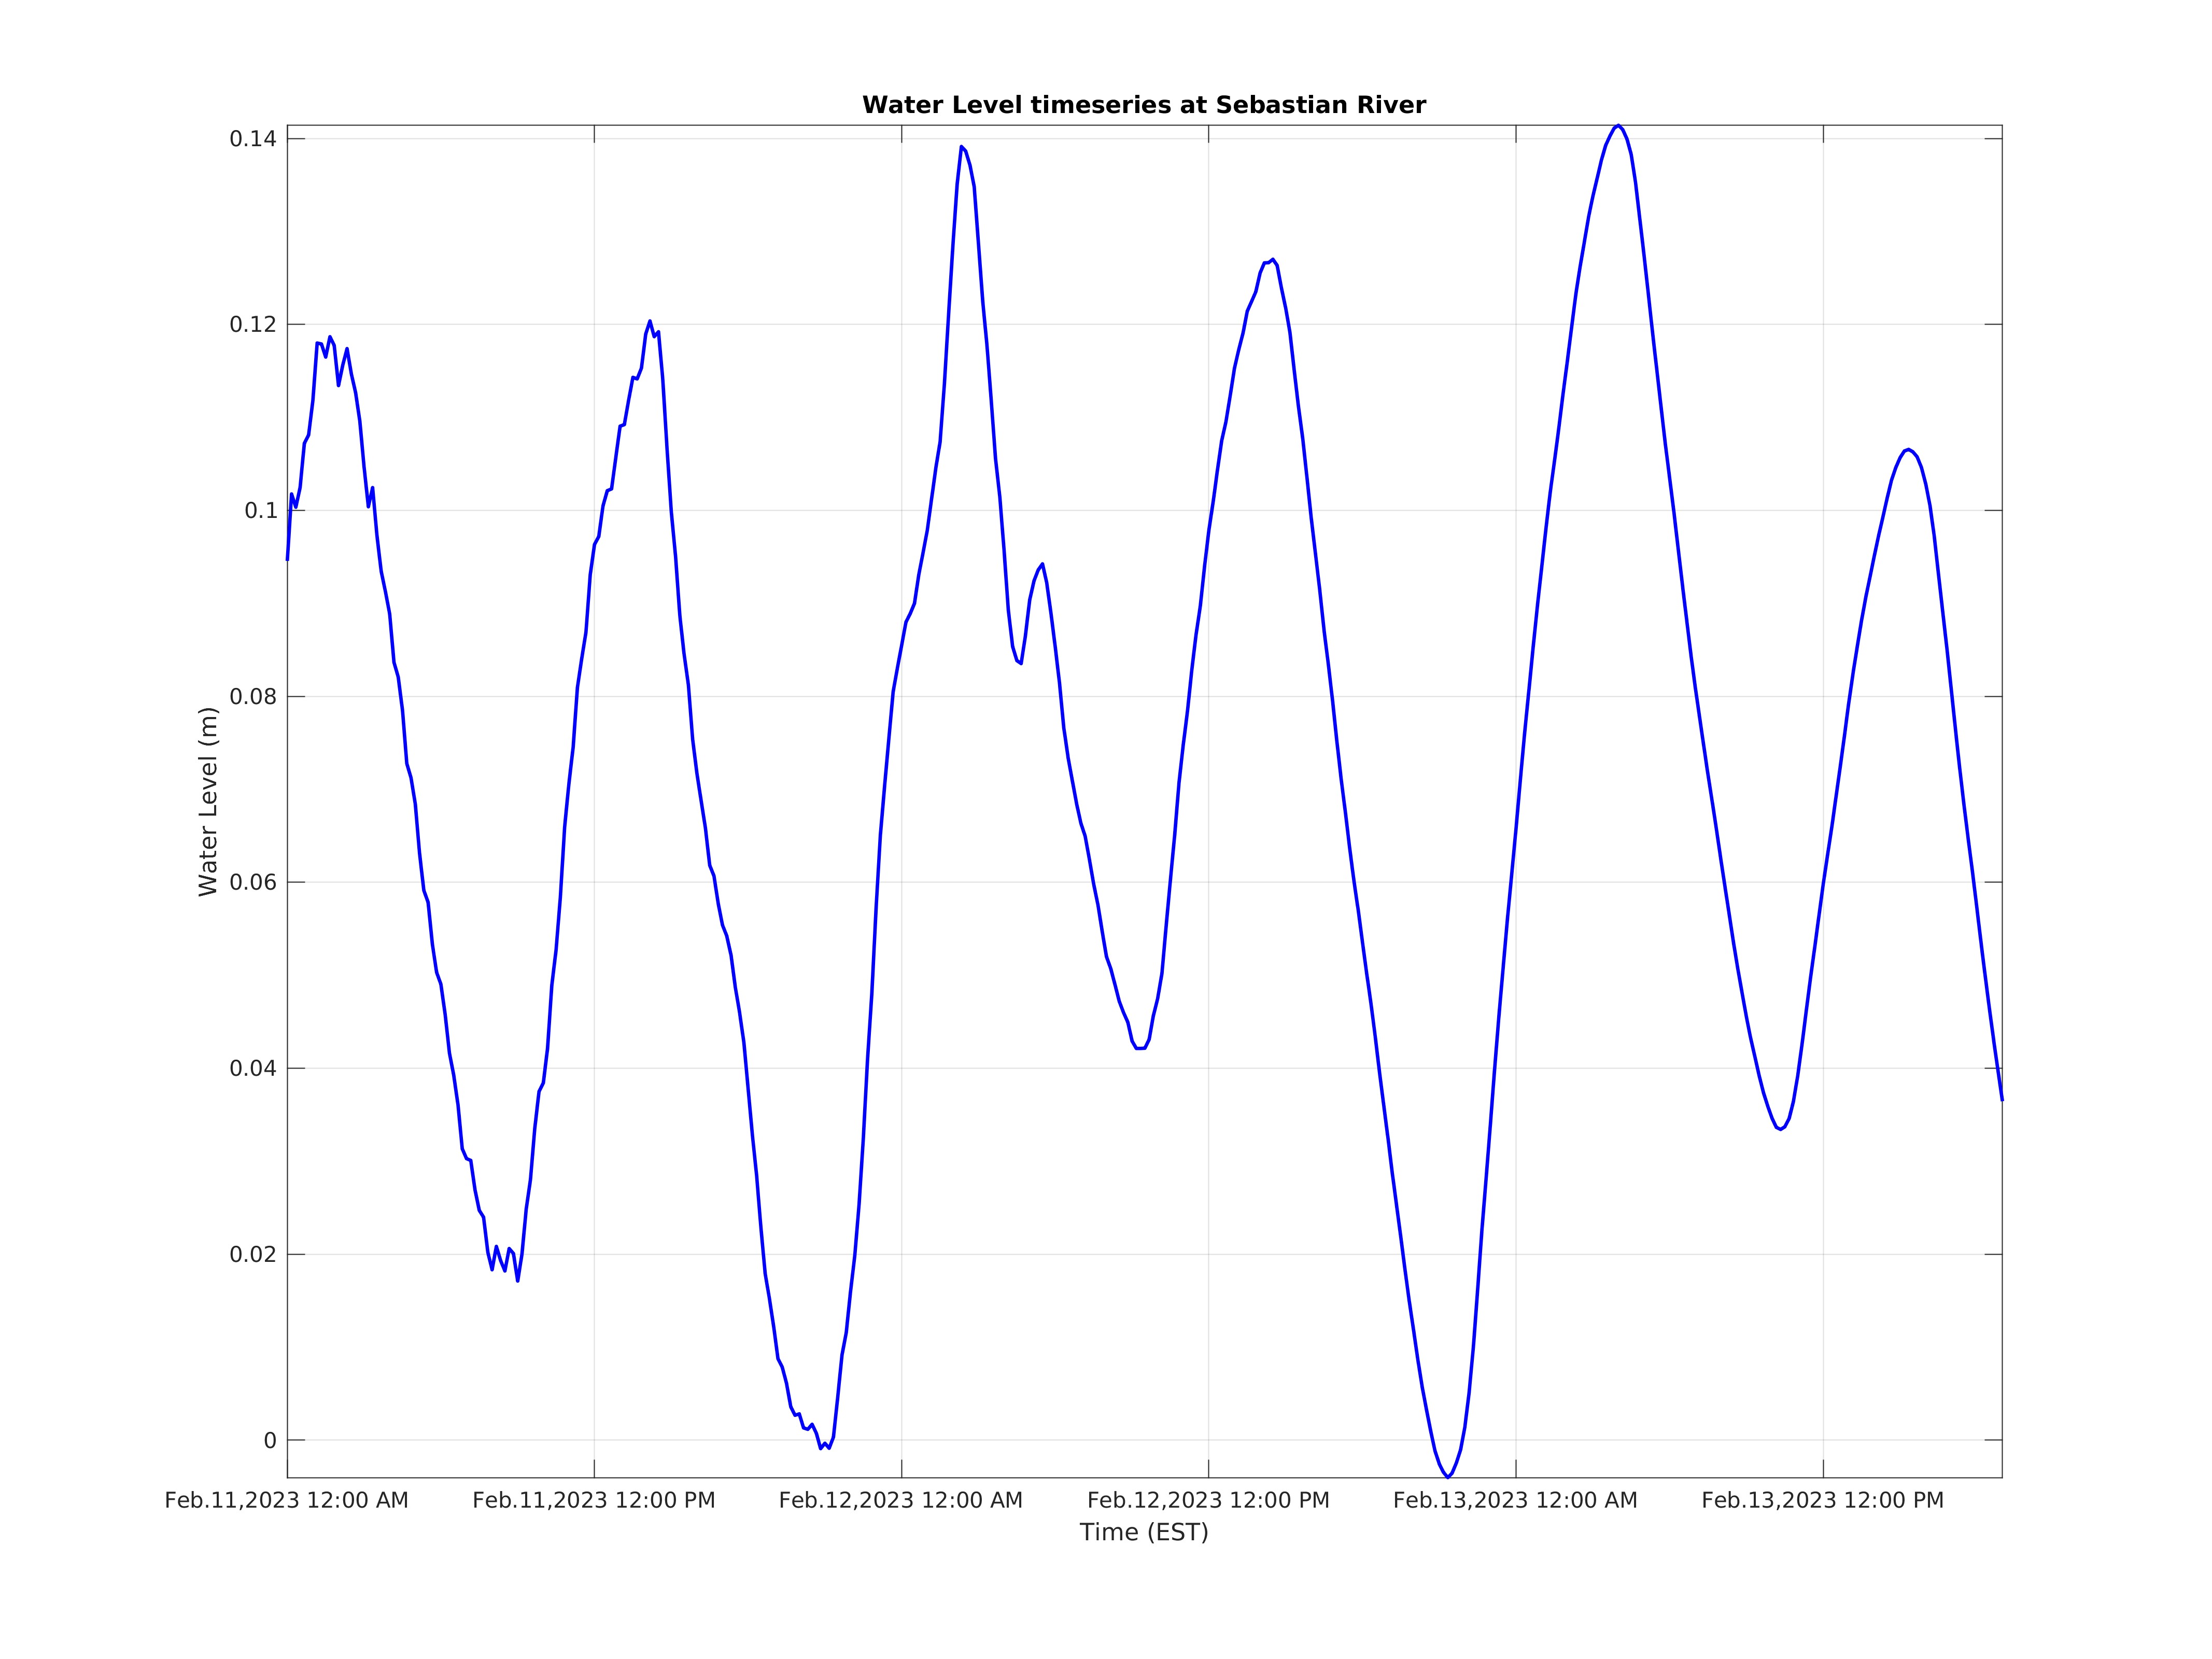 Water Level timeseries at Sebastian River
0.14
0.12
0.1
0.08
0.06
0.04
0.02
0
Water Level (m)
Feb.11,2023 12:00 AM
Feb.11,2023 12:00 PM
Feb.12,2023 12:00 AM
Feb.12,2023 12:00 PM
Feb.13,2023 12:00 AM
Feb.13,2023 12:00 PM
Time (EST)